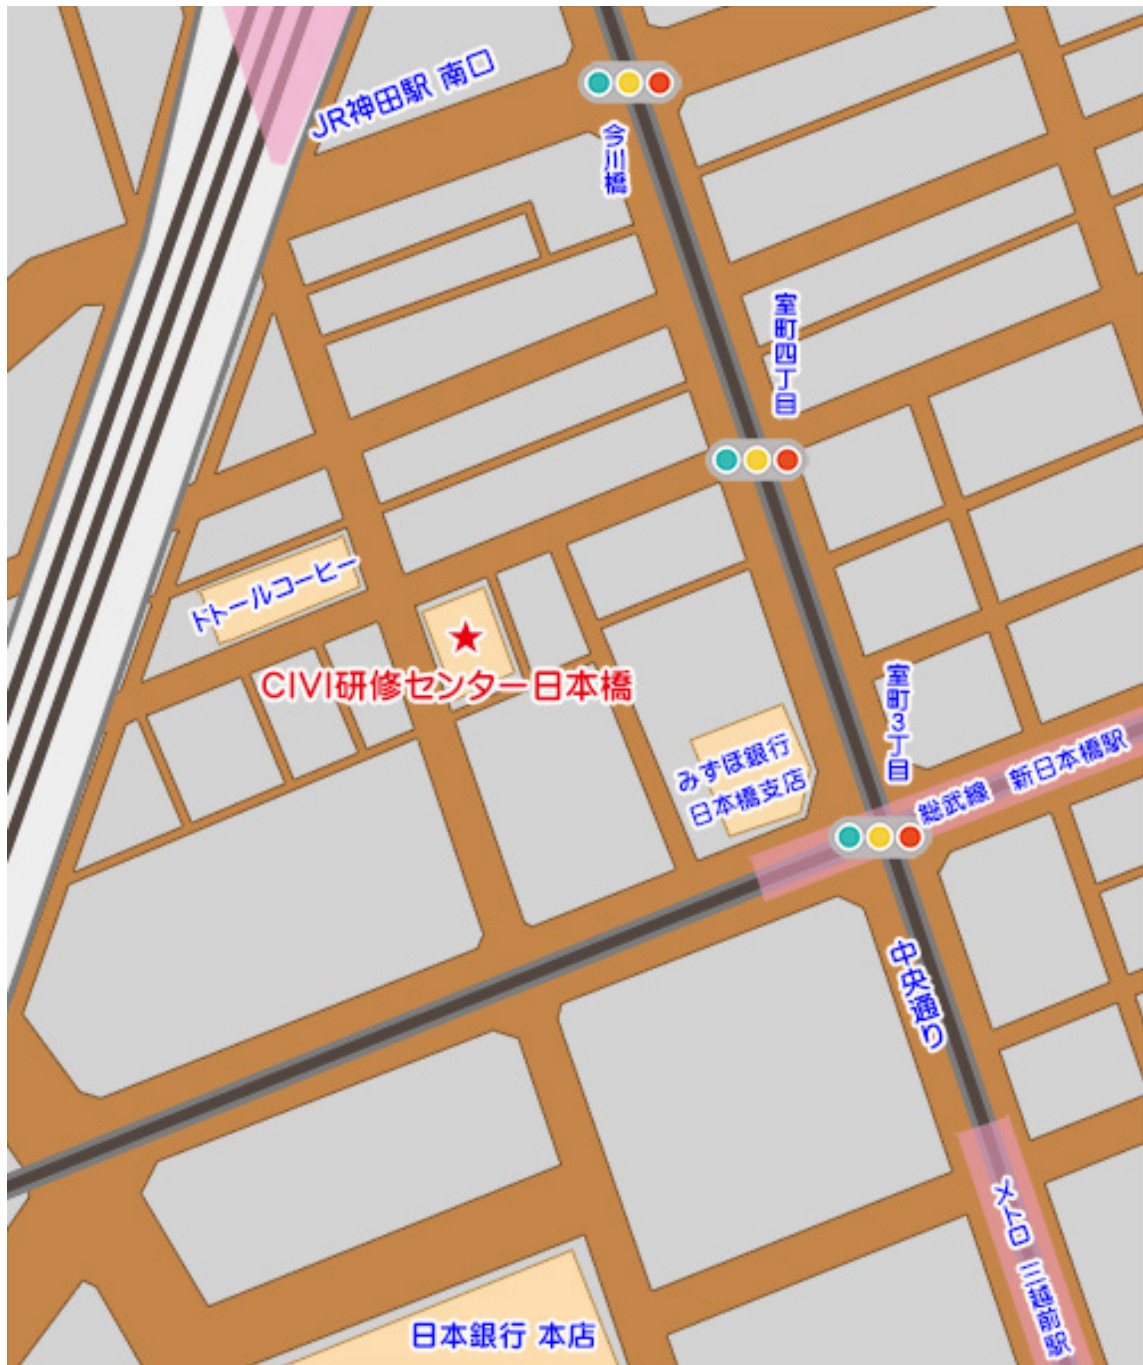 JR神田駅 南口
今川橋
室町四丁目
ドトールコーヒー
CIVI研修センター日本橋
室町3丁目
みずほ銀行
日本橋支店
総武線 新日本橋駅
中央通り
メトロ 三越前駅
日本銀行 本店